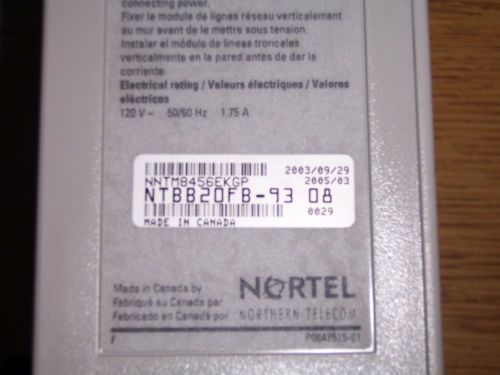 connecting power.
Fixer le module de lignes réseau verticalement
au mur avant de le mettre sous tension.
Instalar el módulo de lineas troncales
verticalmente en la pared antes de dar la
corriente.
Electrical rating / Valeurs électriques / Valores
eléctricos
120 V ~ 50/60 Hz 1,75 A
2003/09/29
NNTM8456EKGP 2005/03
NTBB20FB-93 08
0029
MADE IN CANADA
Made in Canada by
Fabriqué au Canada par
Fabricado en Canadá por
NORTEL
NORTHERN TELECOM
P0847515-01